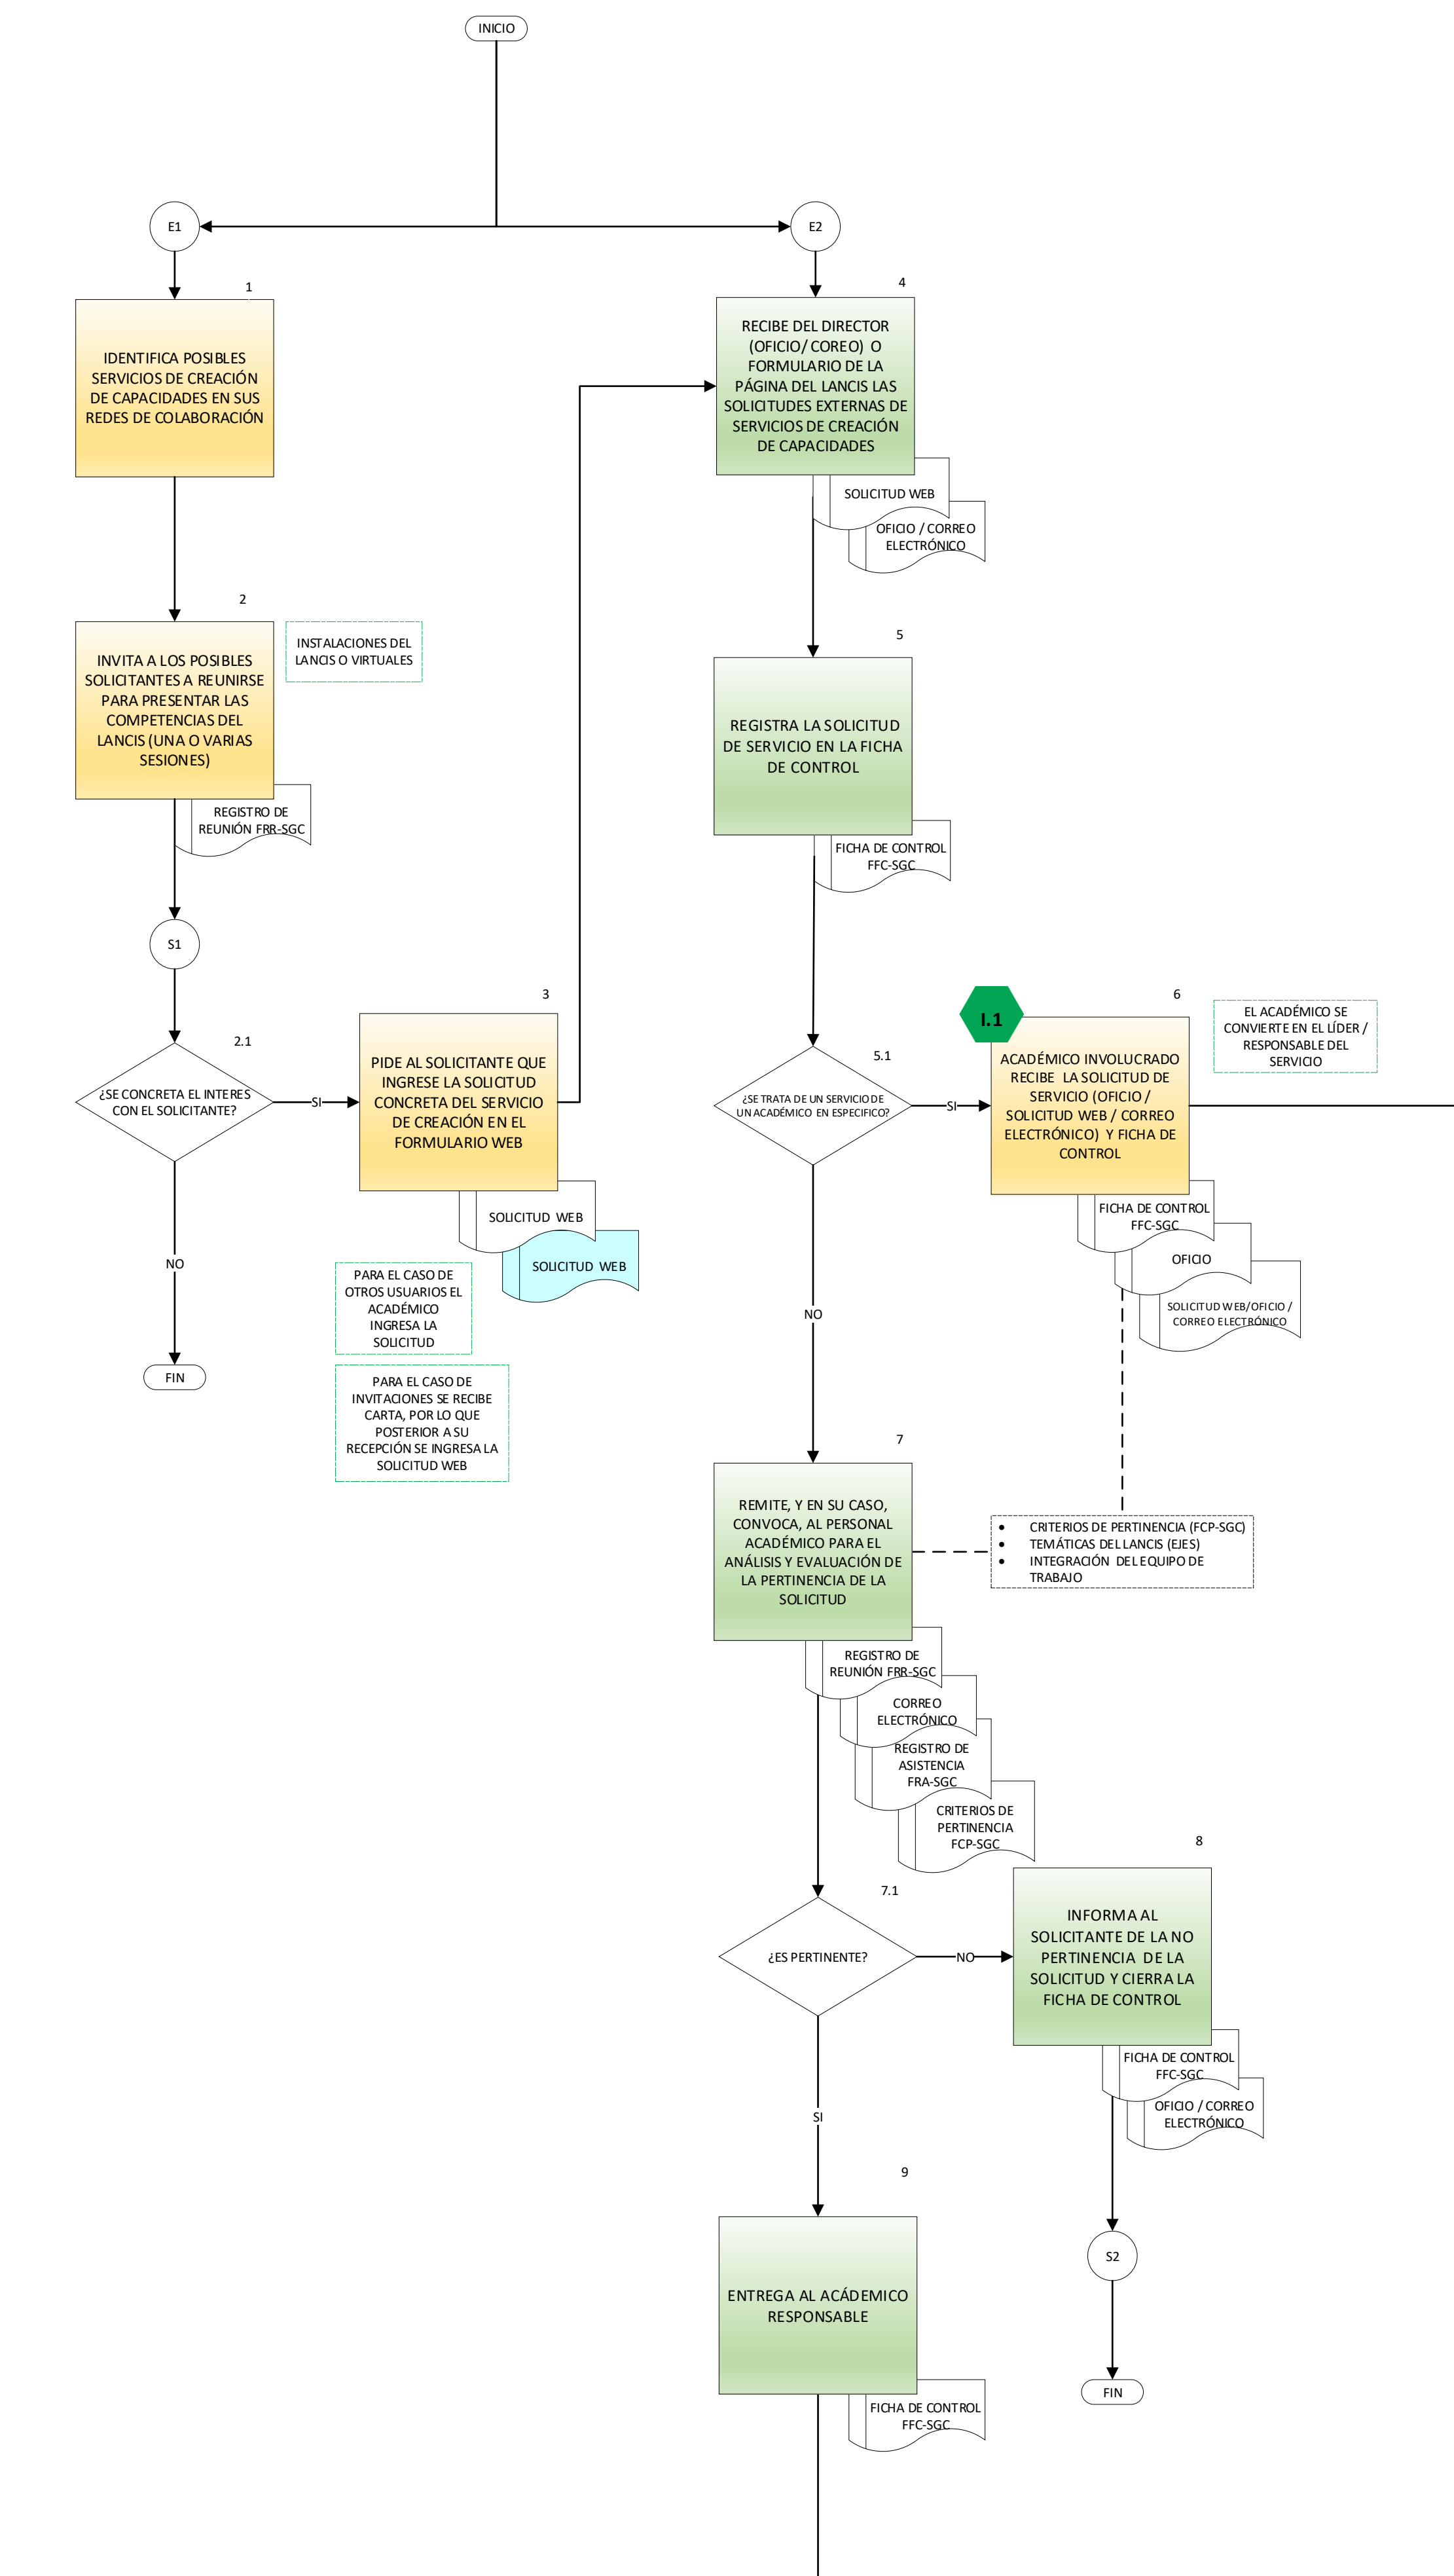 INICIO
E1
E2
1
IDENTIFICA POSIBLES
SERVICIOS DE CREACIÓN
DE CAPACIDADES EN SUS
REDES DE COLABORACIÓN
4
RECIBE DEL DIRECTOR
(OFICIO/ COREO) O
FORMULARIO DE LA
PÁGINA DEL LANCIS LAS
SOLICITUDES EXTERNAS DE
SERVICIOS DE CREACIÓN
DE CAPACIDADES
SOLICITUD WEB
OFICIO / CORREO
ELECTRÓNICO
2
INVITA A LOS POSIBLES
SOLICITANTES A REUNIRSE
PARA PRESENTAR LAS
COMPETENCIAS DEL
LANCIS (UNA O VARIAS
SESIONES)
INSTALACIONES DEL
LANCIS O VIRTUALES
REGISTRO DE
REUNIÓN FRR-SGC
5
REGISTRA LA SOLICITUD
DE SERVICIO EN LA FICHA
DE CONTROL
FICHA DE CONTROL
FFC-SGC
S1
2.1
¿SE CONCRETA EL INTERES
CON EL SOLICITANTE?
SI
NO
FIN
3
PIDE AL SOLICITANTE QUE
INGRESE LA SOLICITUD
CONCRETA DEL SERVICIO
DE CREACIÓN EN EL
FORMULARIO WEB
SOLICITUD WEB
SOLICITUD WEB
PARA EL CASO DE
OTROS USUARIOS EL
ACADÉMICO
INGRESA LA
SOLICITUD
PARA EL CASO DE
INVITACIONES SE RECIBE
CARTA, POR LO QUE
POSTERIOR A SU
RECEPCIÓN SE INGRESA LA
SOLICITUD WEB
5.1
¿SE TRATA DE UN SERVICIO DE
UN ACADÉMICO EN ESPECIFICO?
SI
NO
I.1
6
ACADÉMICO INVOLUCRADO
RECIBE LA SOLICITUD DE
SERVICIO (OFICIO /
SOLICITUD WEB / CORREO
ELECTRÓNICO) Y FICHA DE
CONTROL
EL ACADÉMICO SE
CONVIERTE EN EL LÍDER /
RESPONSABLE DEL
SERVICIO
FICHA DE CONTROL
FFC-SGC
OFICIO
SOLICITUD WEB/OFICIO /
CORREO ELECTRÓNICO
7
REMITE, Y EN SU CASO,
CONVOCA, AL PERSONAL
ACADÉMICO PARA EL
ANÁLISIS Y EVALUACIÓN DE
LA PERTINENCIA DE LA
SOLICITUD
• CRITERIOS DE PERTINENCIA (FCP-SGC)
• TEMÁTICAS DEL LANCIS (EJES)
• INTEGRACIÓN DEL EQUIPO DE
TRABAJO
REGISTRO DE
REUNIÓN FRR-SGC
CORREO
ELECTRÓNICO
REGISTRO DE
ASISTENCIA
FRA-SGC
CRITERIOS DE
PERTINENCIA
FCP-SGC
7.1
¿ES PERTINENTE?
NO
SI
8
INFORMA AL
SOLICITANTE DE LA NO
PERTINENCIA DE LA
SOLICITUD Y CIERRA LA
FICHA DE CONTROL
FICHA DE CONTROL
FFC-SGC
OFICIO / CORREO
ELECTRÓNICO
S2
FIN
9
ENTREGA AL ACÁDEMICO
RESPONSABLE
FICHA DE CONTROL
FFC-SGC